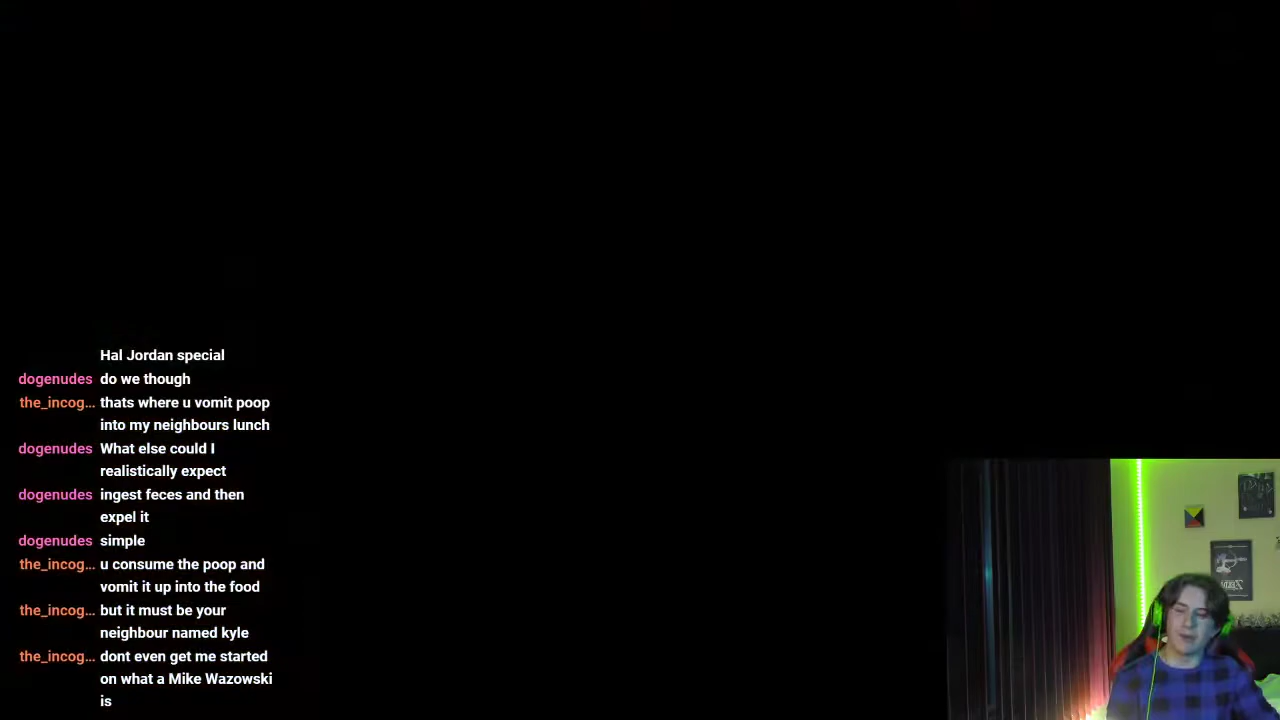 Hal Jordan special
dogenudes do we though
the_incog... thats where u vomit poop
into my neighbours lunch
dogenudes What else could I
realistically expect
dogenudes ingest feces and then
expel it
dogenudes simple
the_incog... u consume the poop and
vomit it up into the food
the_incog... but it must be your
neighbour named kyle
the_incog... dont even get me started
on what a Mike Wazowski
is